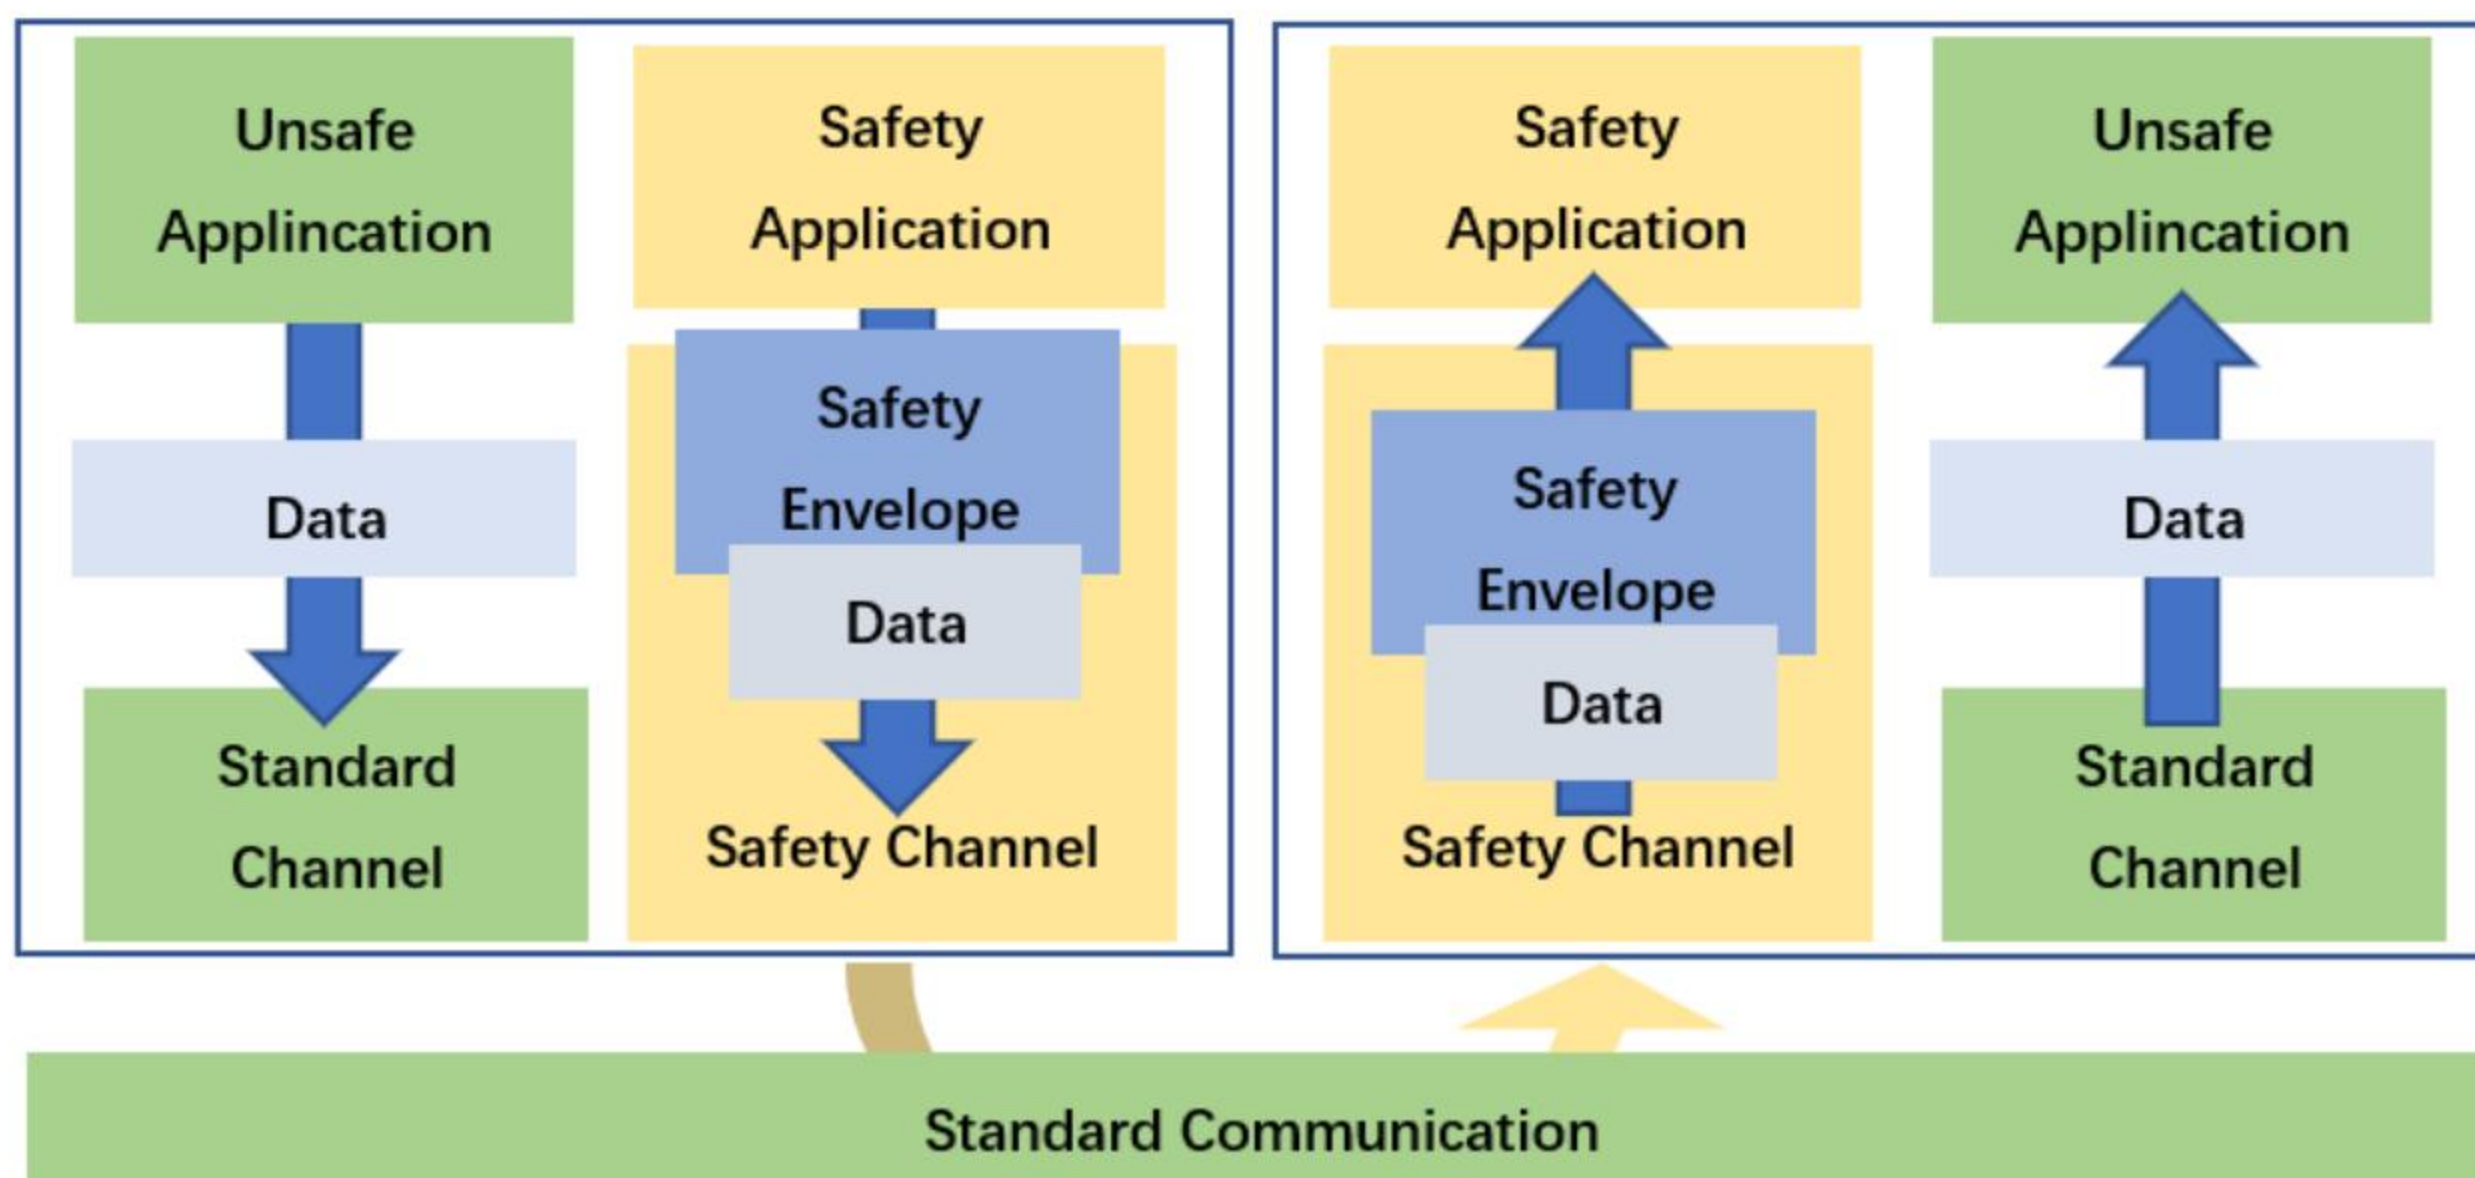 Unsafe
Applincation
Data
Standard
Channel
Safety
Application
Safety
Envelope
Data
Safety Channel
Safety
Application
Safety
Envelope
Data
Safety Channel
Unsafe
Applincation
Data
Standard
Channel
Standard Communication